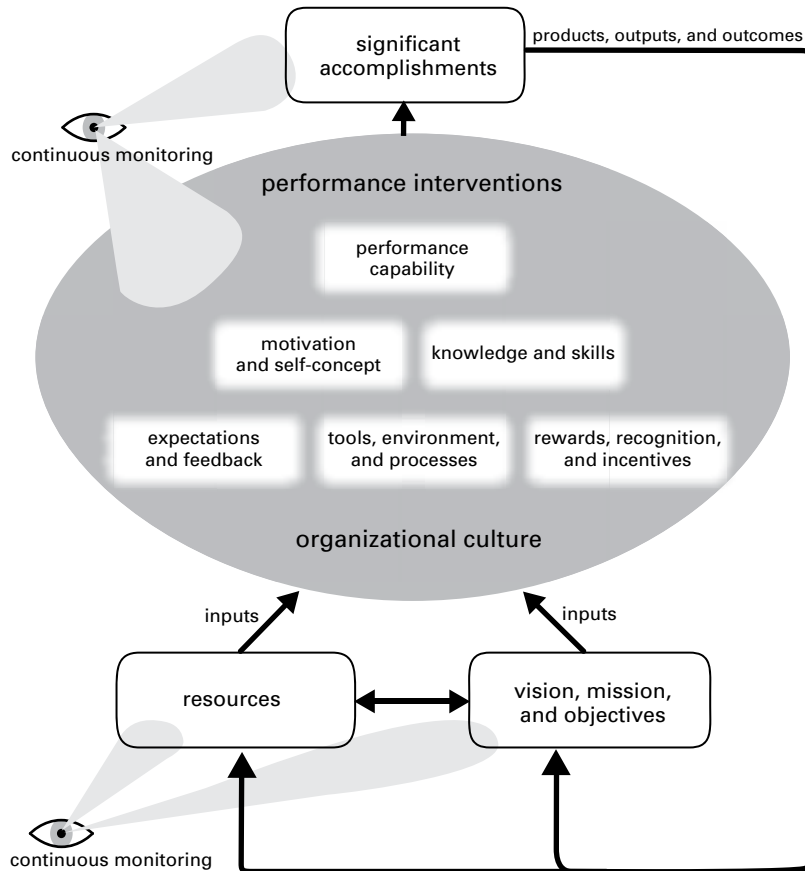 significant
accomplishments
products, outputs, and outcomes
continuous monitoring
performance interventions
performance
capability
motivation
and self-concept
knowledge and skills
expectations
and feedback
tools, environment,
and processes
rewards, recognition,
and incentives
organizational culture
inputs
inputs
resources
vision, mission,
and objectives
continuous monitoring